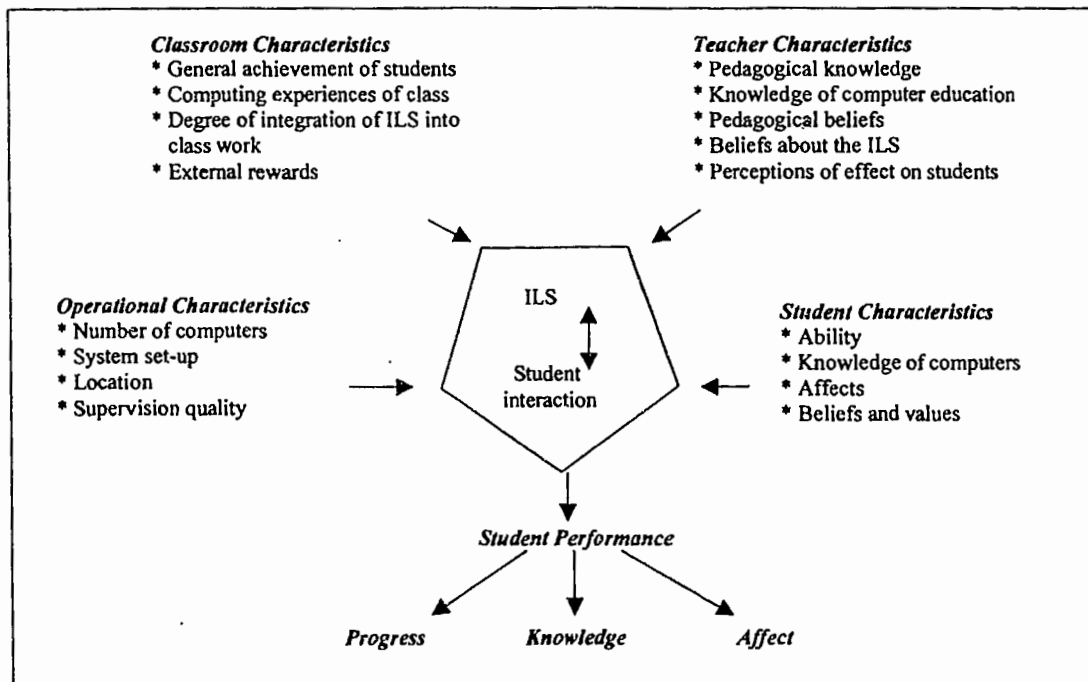 Classroom Characteristics
* General achievement of students
* Computing experiences of class
* Degree of integration of ILS into
class work
* External rewards
Teacher Characteristics
* Pedagogical knowledge
* Knowledge of computer education
* Pedagogical beliefs
* Beliefs about the ILS
* Perceptions of effect on students
Operational Characteristics
* Number of computers
* System set-up
* Location
* Supervision quality
ILS
Student
interaction
Student Characteristics
* Ability
* Knowledge of computers
* Affects
* Beliefs and values
Student Performance
Progress
Knowledge
Affect